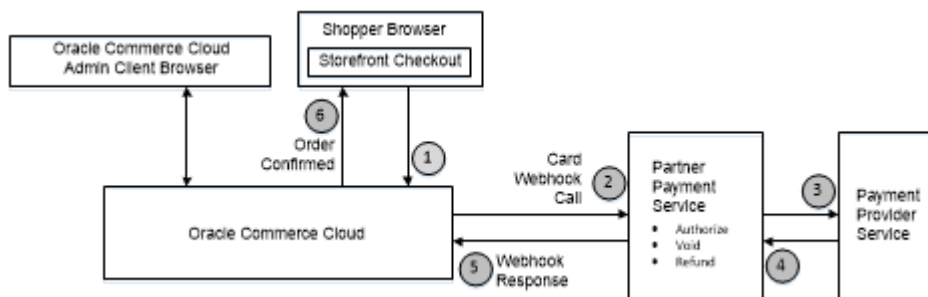 Oracle Commerce Cloud
Admin Client Browser
Shopper Browser
Storefront Checkout
6
Order
Confirmed
1
Card
Webhook
Call
2
Partner
Payment
Service
• Authorize
• Void
• Refund
3
Payment
Provider
Service
Oracle Commerce Cloud
5
Webhook
Response
4